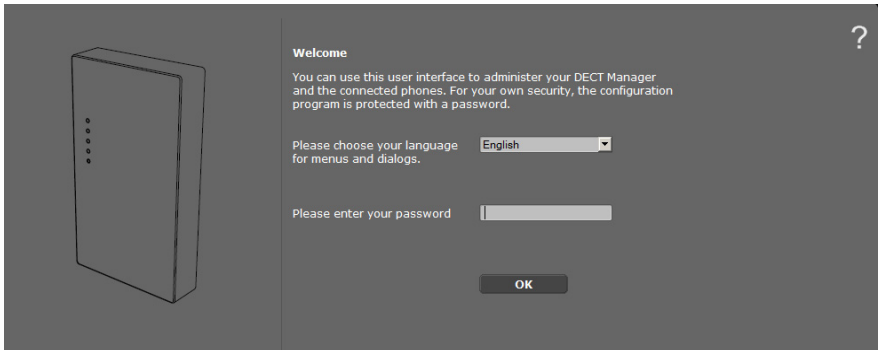 ?
Welcome
You can use this user interface to administer your DECT Manager
and the connected phones. For your own security, the configuration
program is protected with a password.
Please choose your language
for menus and dialogs.
English
Please enter your password
OK